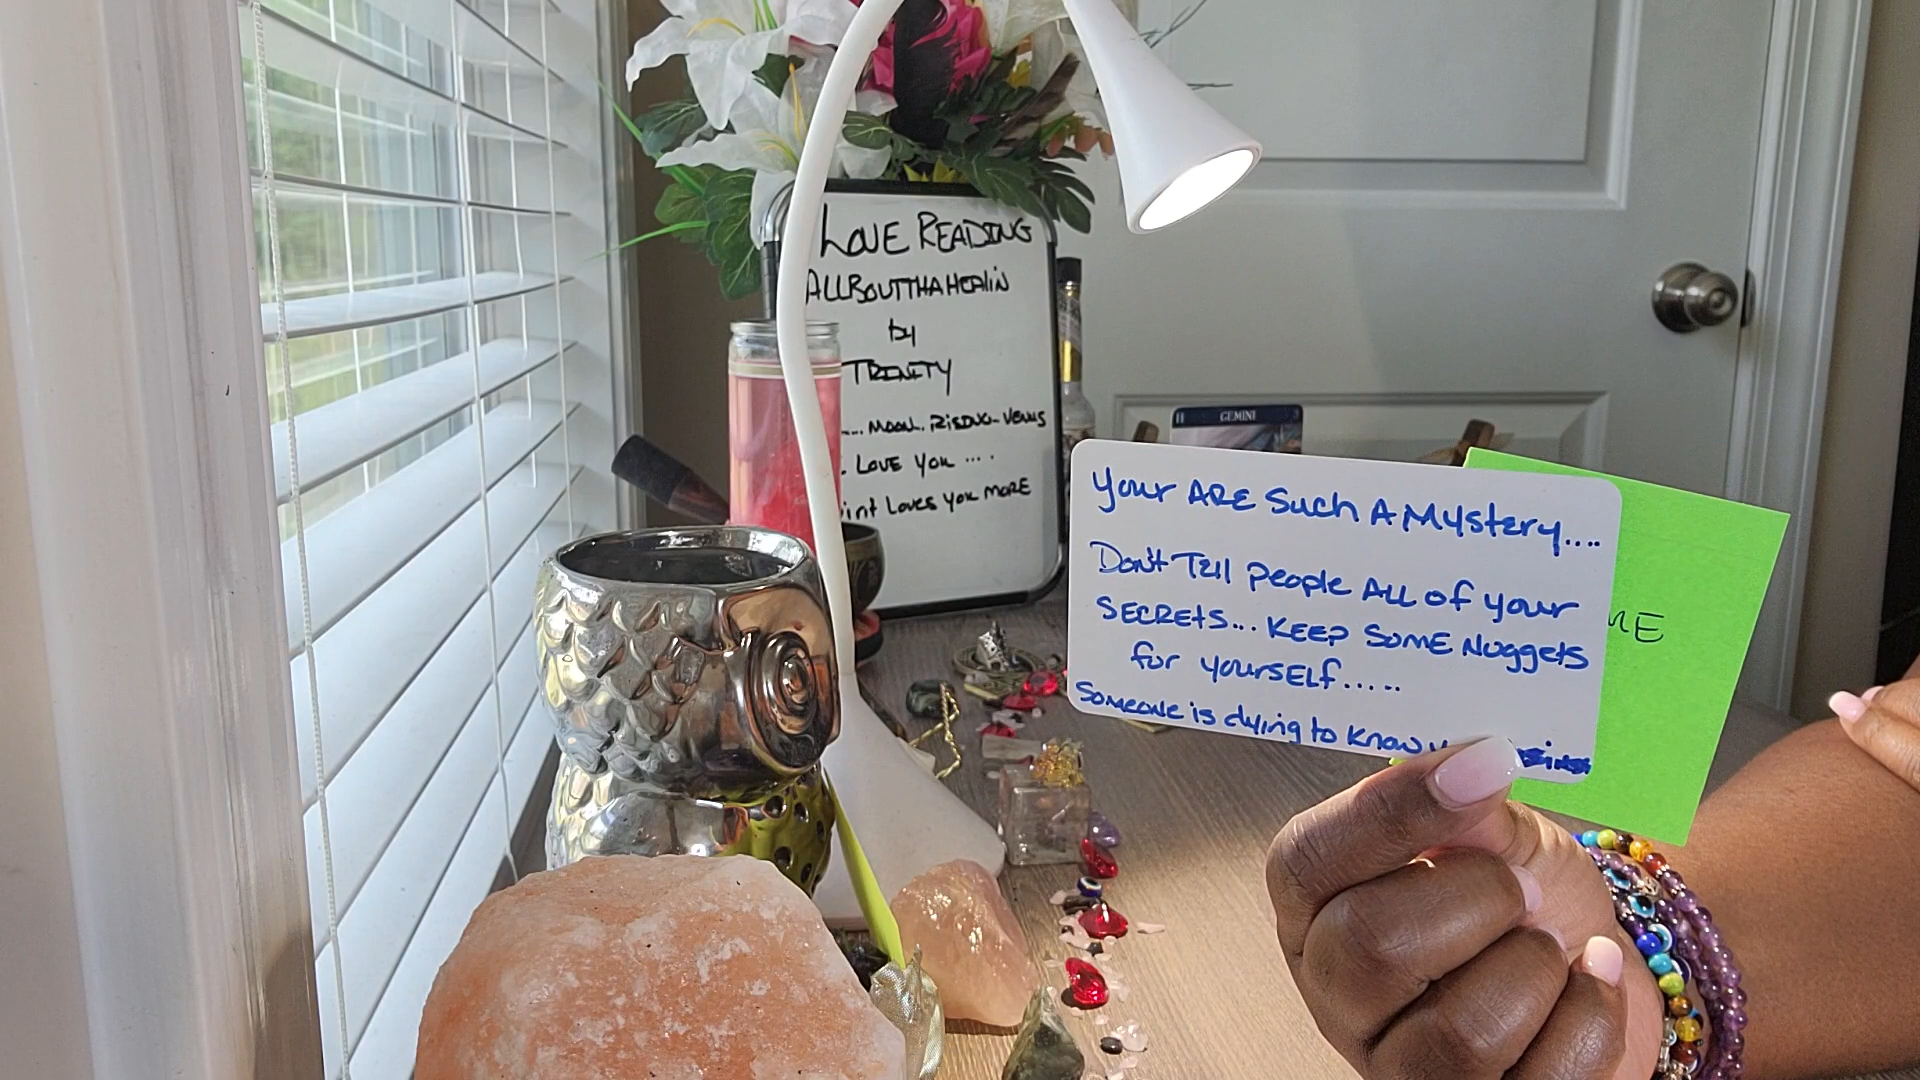 LOVE READING
ALLBOUTTHAHEALIN
by
TRINITY
... MOON. RISING - VENUS
LOVE YOU ....
LOVES YOU MORE
II GEMINI
Your ARE Such A Mystery....
Don't Tell people ALL of your
SECRETS... KEEP SOME Nuggets
for yourSELF.....
Someone is dying to know
ME